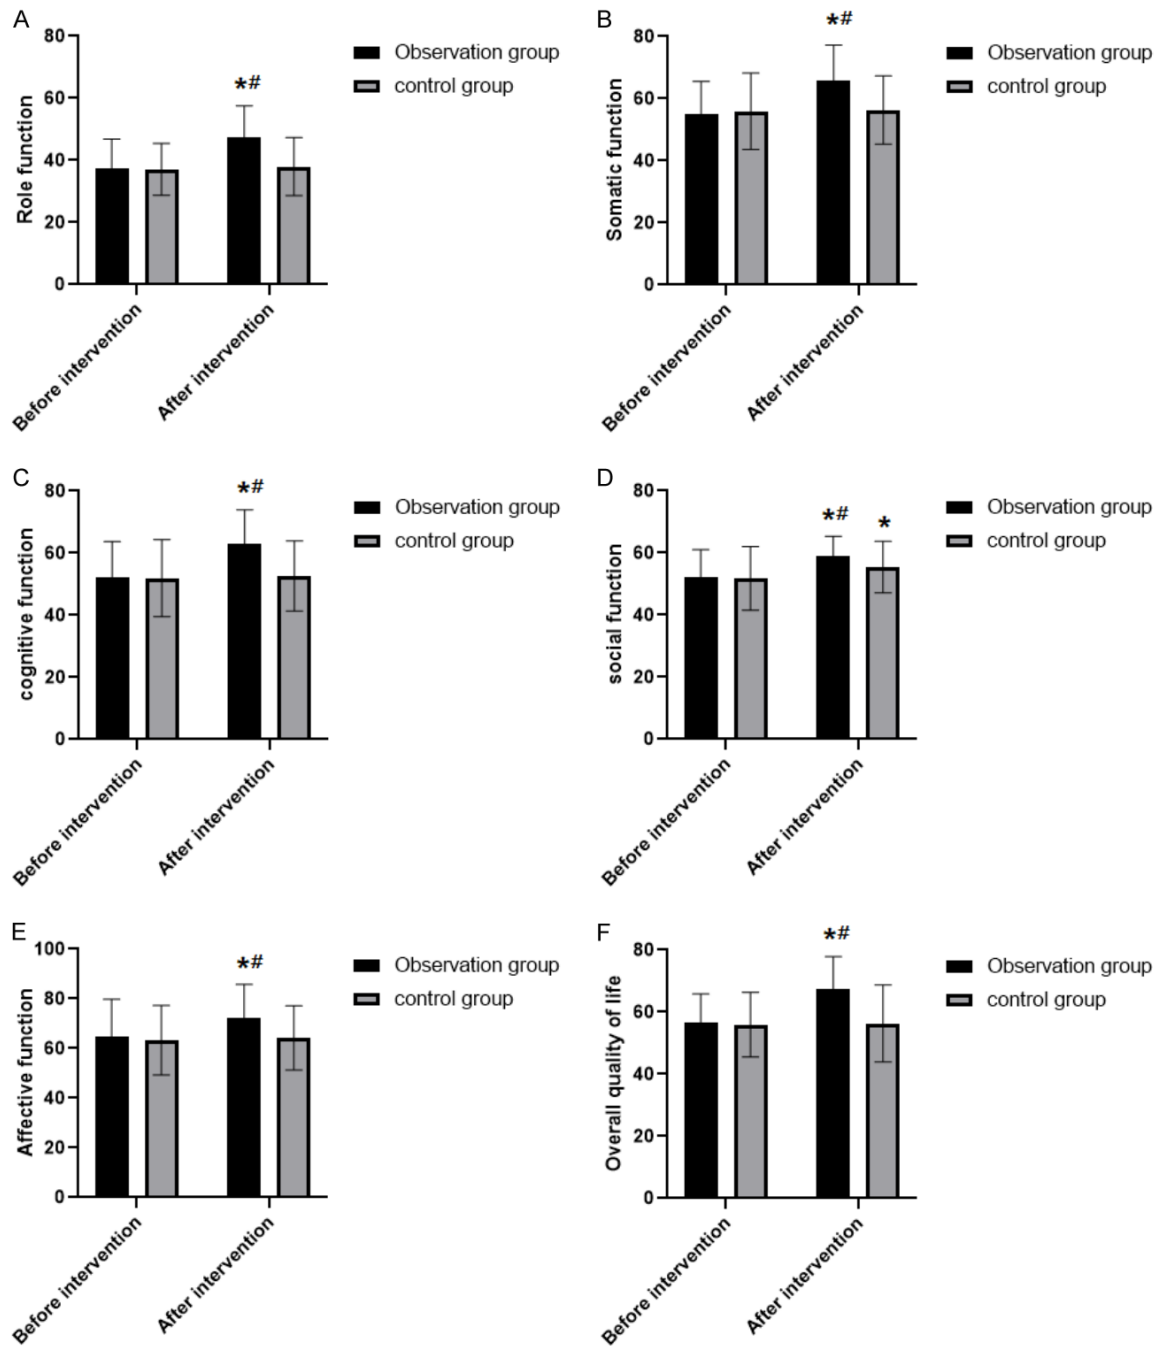 A
Role function
80
60
40
20
0
*#
Observation group
control group
Before intervention
After intervention
B
Somatic function
80
60
40
20
0
*#
Observation group
control group
Before intervention
After intervention
C
cognitive function
80
60
40
20
0
*#
Observation group
control group
Before intervention
After intervention
D
social function
80
60
40
20
0
*#
*
Observation group
control group
Before intervention
After intervention
E
Affective function
100
80
60
40
20
0
*#
Observation group
control group
Before intervention
After intervention
F
Overall quality of life
80
60
40
20
0
*#
Observation group
control group
Before intervention
After intervention